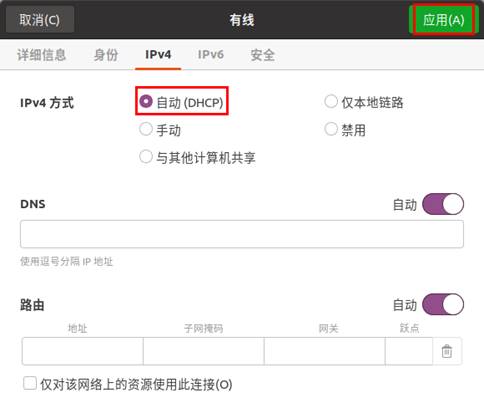 取消(C) 有线 应用(A)
详细信息 身份 IPv4 IPv6 安全
IPv4 方式 自动 (DHCP) 仅本地链路
手动 禁用
与其他计算机共享
DNS 自动
使用逗号分隔 IP 地址
路由 自动
地址 子网掩码 网关 跃点
仅对该网络上的资源使用此连接(O)